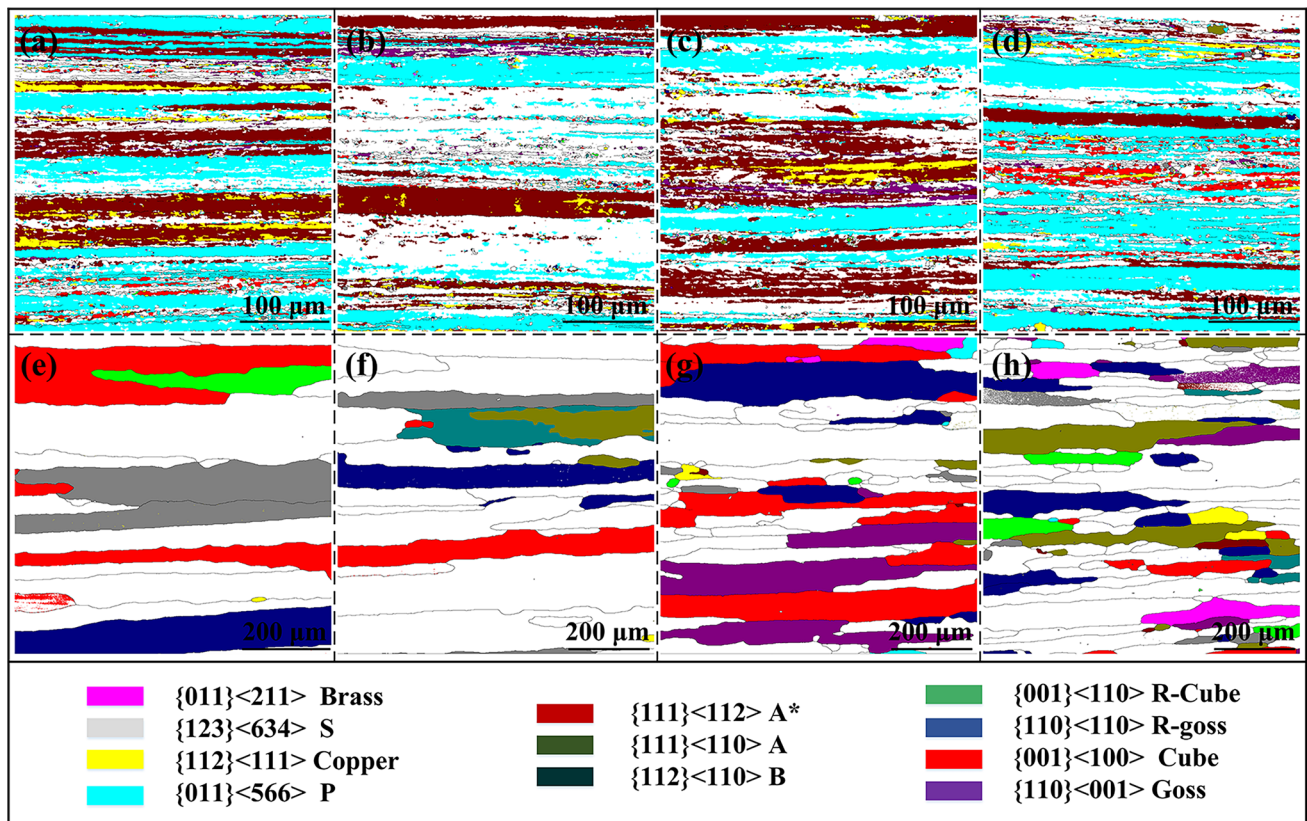 (a) (b) (c) (d)
100 μm 100 μm 100 μm 100 μm
(e) (f) (g) (h)
200 μm 200 μm 200 μm 200 μm
{011}<211> Brass
{123}<634> S
{112}<111> Copper
{011}<566> P
{111}<112> A*
{111}<110> A
{112}<110> B
{001}<110> R-Cube
{110}<110> R-goss
{001}<100> Cube
{110}<001> Goss